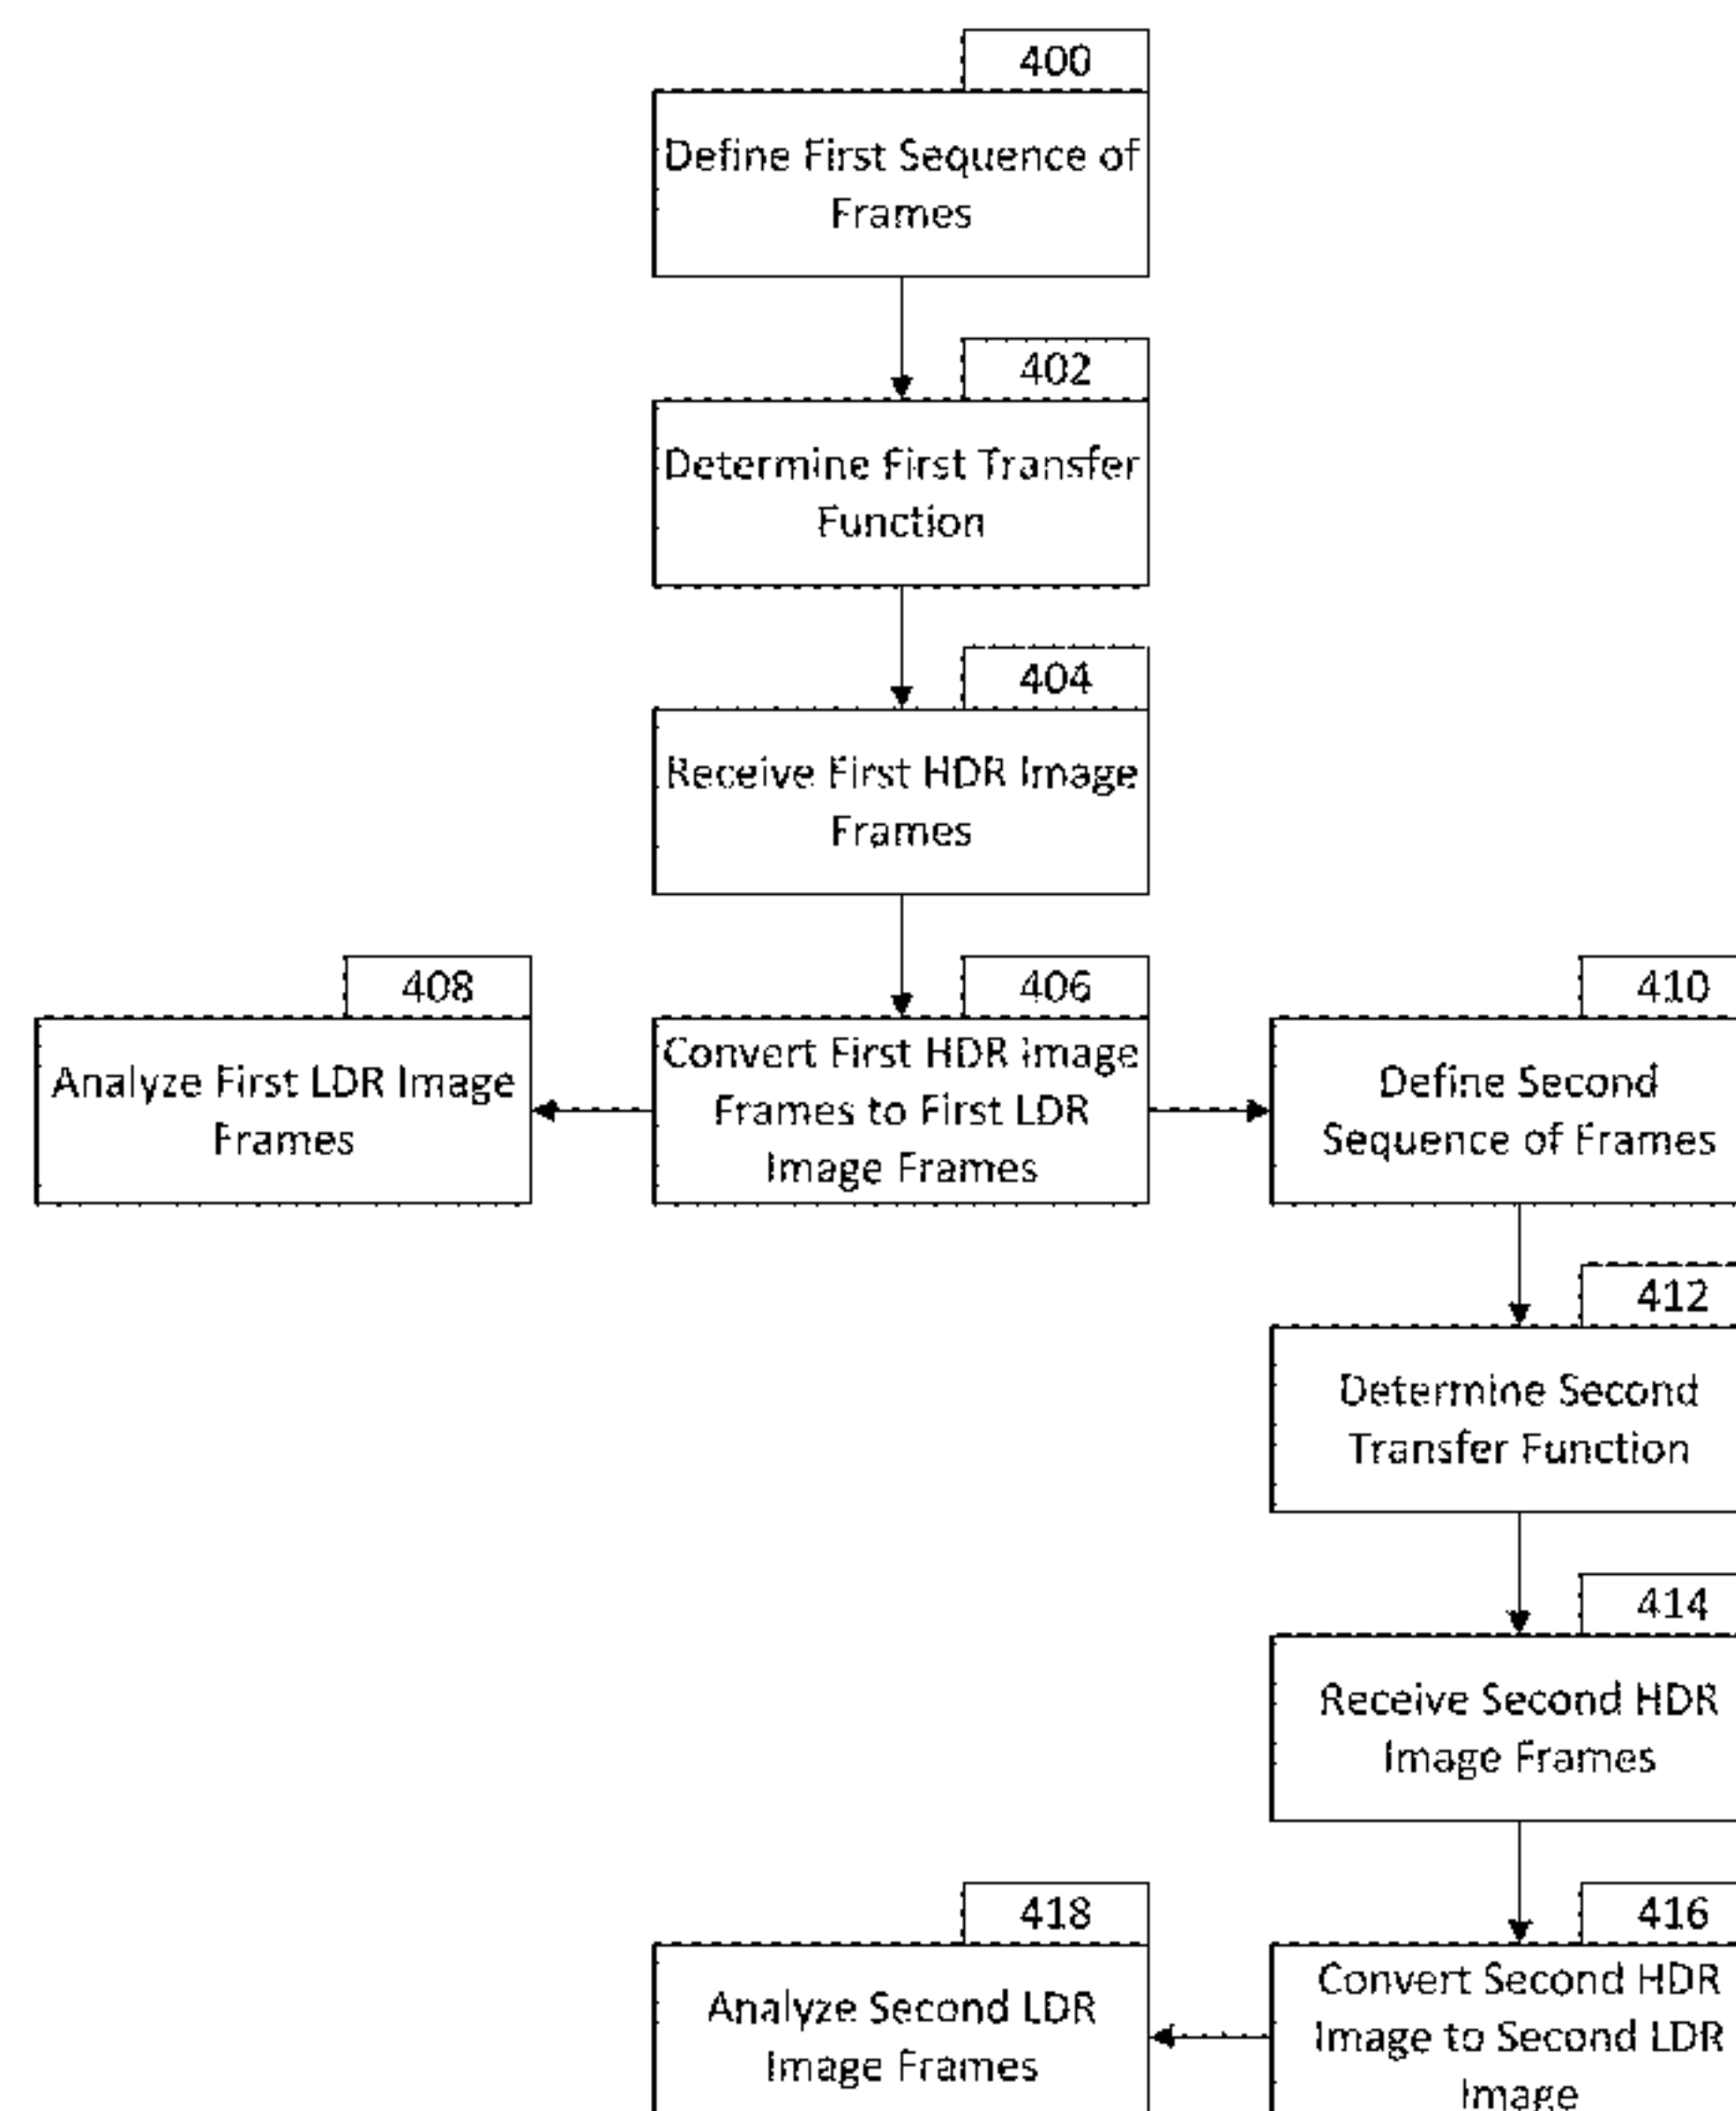 400
Define First Sequence of
Frames
402
Determine First Transfer
Function
404
Receive First HDR Image
Frames
408
Analyze First LDR Image
Frames
406
Convert First HDR Image
Frames to First LDR
Image Frames
410
Define Second
Sequence of Frames
412
Determine Second
Transfer Function
414
Receive Second HDR
Image Frames
418
Analyze Second LDR
Image Frames
416
Convert Second HDR
Image to Second LDR
Image